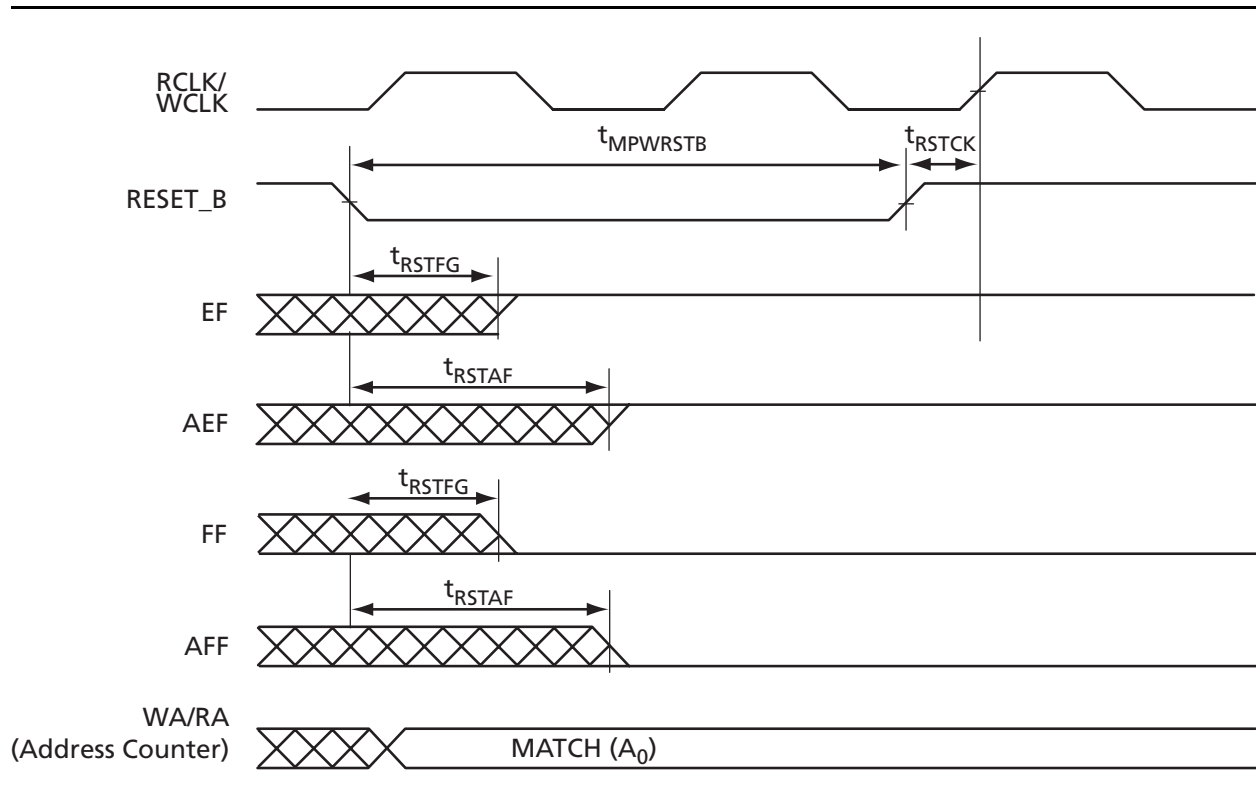 RCLK/
WCLK
tMPWRSTB
tRSTCK
RESET_B
tRSTFG
EF
tRSTAF
AEF
tRSTFG
FF
tRSTAF
AFF
WA/RA
(Address Counter)
MATCH (A0)